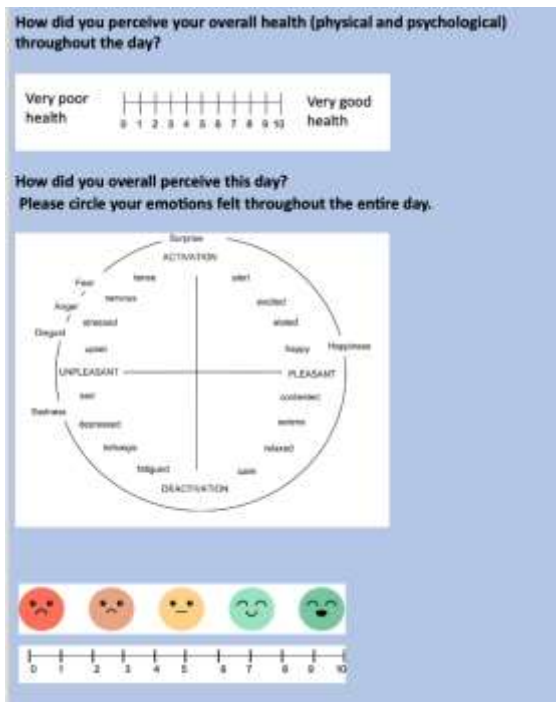 How did you perceive your overall health (physical and psychological)
throughout the day?
Very poor
health
0 1 2 3 4 5 6 7 8 9 10
Very good
health
How did you overall perceive this day?
Please circle your emotions felt throughout the entire day.
Surprise
ACTIVATION
tense alert
Fear
nervous excited
Anger
stressed elated
Disgust
upset happy Happiness
UNPLEASANT PLEASANT
sad contented
Sadness
depressed serene
lethargic relaxed
fatigued calm
DEACTIVATION
0 1 2 3 4 5 6 7 8 9 10